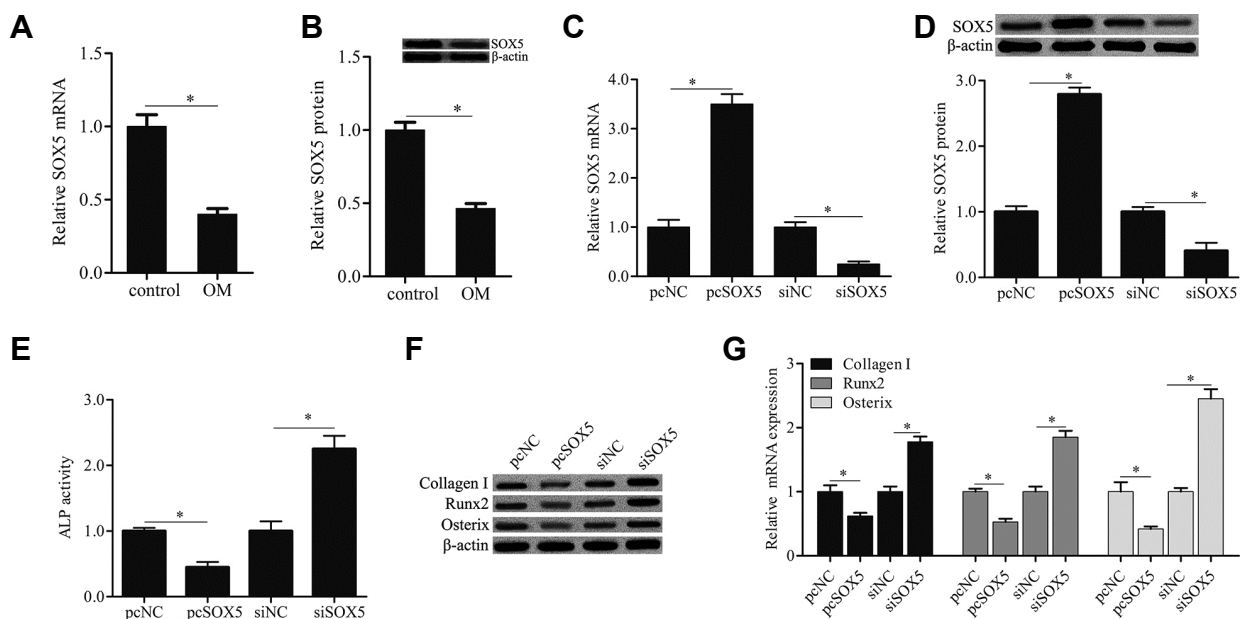 A
Relative SOX5 mRNA
1.5
1.0
0.5
0.0
*
control
OM
B
Relative SOX5 protein
1.5
1.0
0.5
0.0
SOX5
β-actin
*
control
OM
C
Relative SOX5 mRNA
4.0
3.0
2.0
1.0
0.0
*
*
pcNC
pcSOX5
siNC
siSOX5
D
SOX5
β-actin
Relative SOX5 protein
3.0
2.0
1.0
0.0
*
*
pcNC
pcSOX5
siNC
siSOX5
E
ALP activity
3.0
2.0
1.0
0.0
*
*
pcNC
pcSOX5
siNC
siSOX5
F
pcNC
pcSOX5
siNC
siSOX5
Collagen I
Runx2
Osterix
β-actin
G
Relative mRNA expression
3
2
1
0
Collagen I
Runx2
Osterix
*
*
*
*
*
*
pcNC
pcSOX5
siNC
siSOX5
pcNC
pcSOX5
siNC
siSOX5
pcNC
pcSOX5
siNC
siSOX5